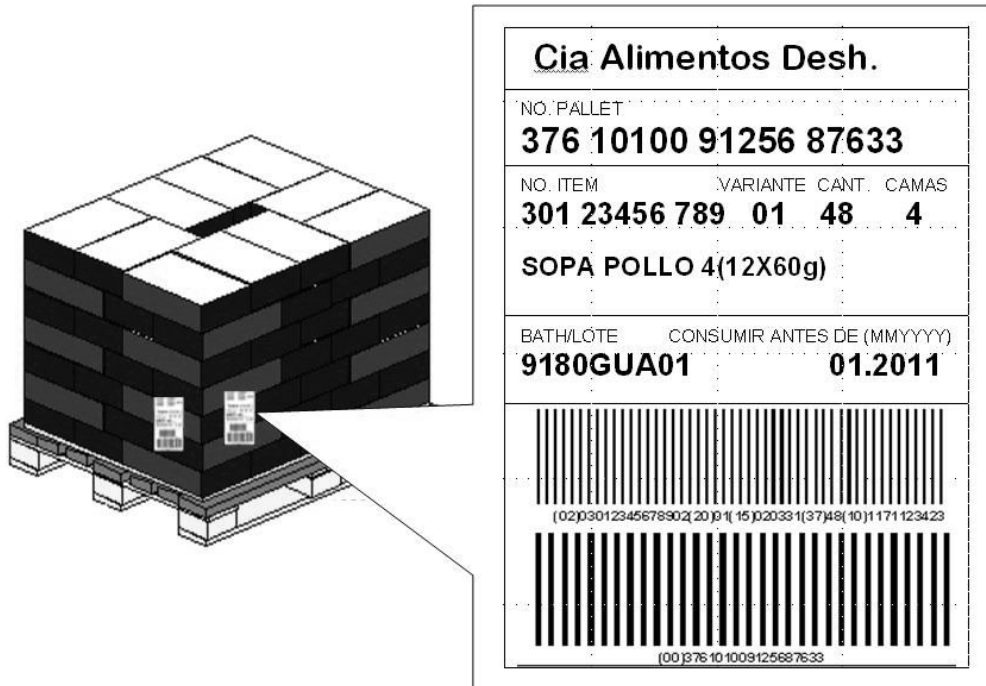 Cia Alimentos Desh.
NO. PALLET
376 10100 91256 87633
NO. ITEM VARIANTE CANT. CAMAS
301 23456 789 01 48 4
SOPA POLLO 4(12X60g)
BATH/LOTE CONSUMIR ANTES DE (MMYYYY)
9180GUA01 01.2011
(02)03012345678902(20)01(15)020331(37)48(10)1171123423
(00)376101009125687633